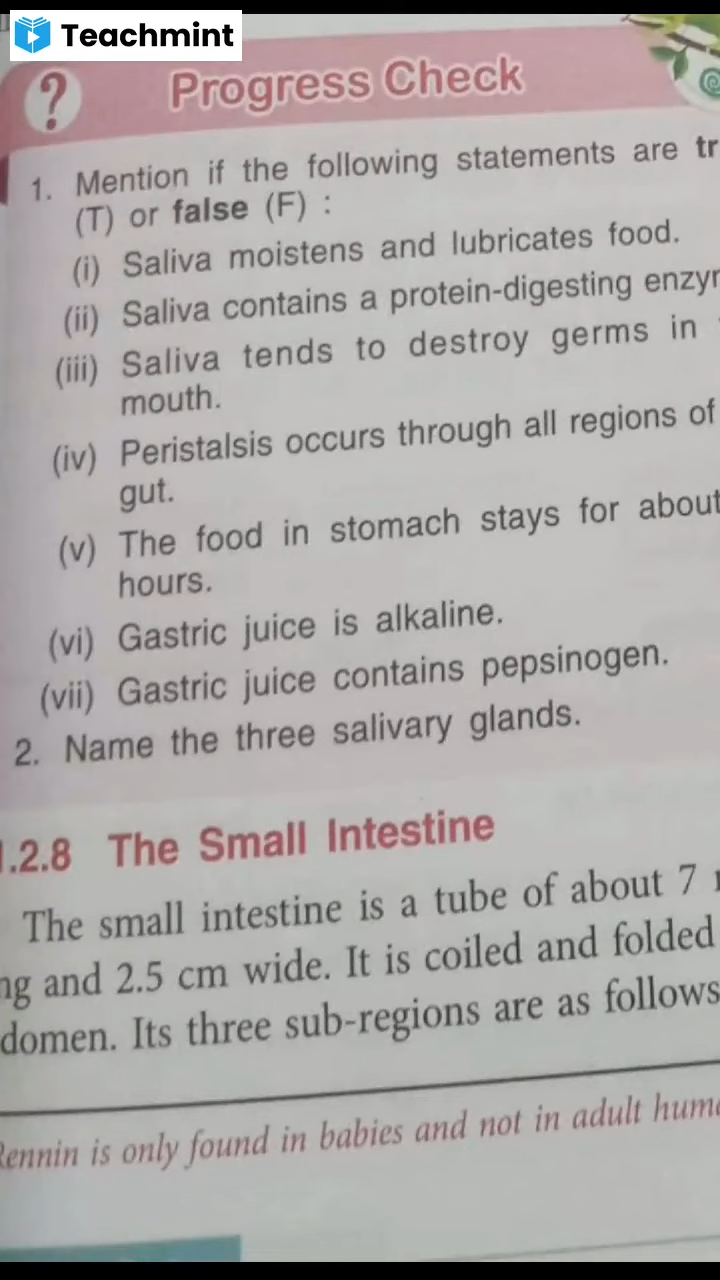 Teachmint
? Progress Check
1. Mention if the following statements are
(T) or false (F) :
(i) Saliva moistens and lubricates food.
(ii) Saliva contains a protein-digesting
(iii) Saliva tends to destroy germs in
mouth.
(iv) Peristalsis occurs through all regions of
gut.
(v) The food in stomach stays for about
hours.
(vi) Gastric juice is alkaline.
(vii) Gastric juice contains pepsinogen.
2. Name the three salivary glands.
.2.8 The Small Intestine
The small intestine is a tube of about 7
and 2.5 cm wide. It is coiled and folded
Its three sub-regions are as follows
is only found in babies and not in adult